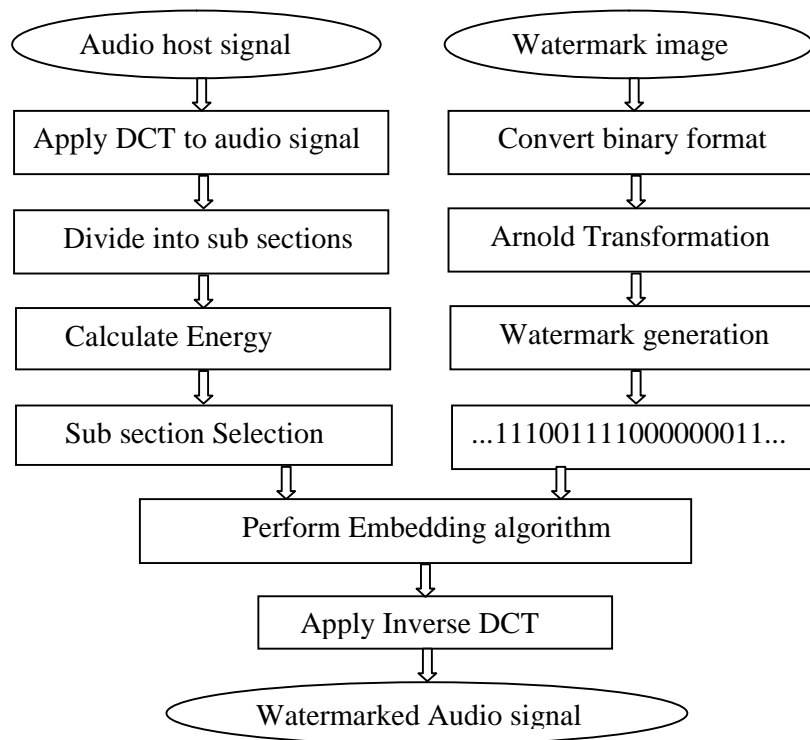 Audio host signal
Watermark image
Apply DCT to audio signal
Convert binary format
Divide into sub sections
Arnold Transformation
Calculate Energy
Watermark generation
Sub section Selection
...111001111000000011...
Perform Embedding algorithm
Apply Inverse DCT
Watermarked Audio signal